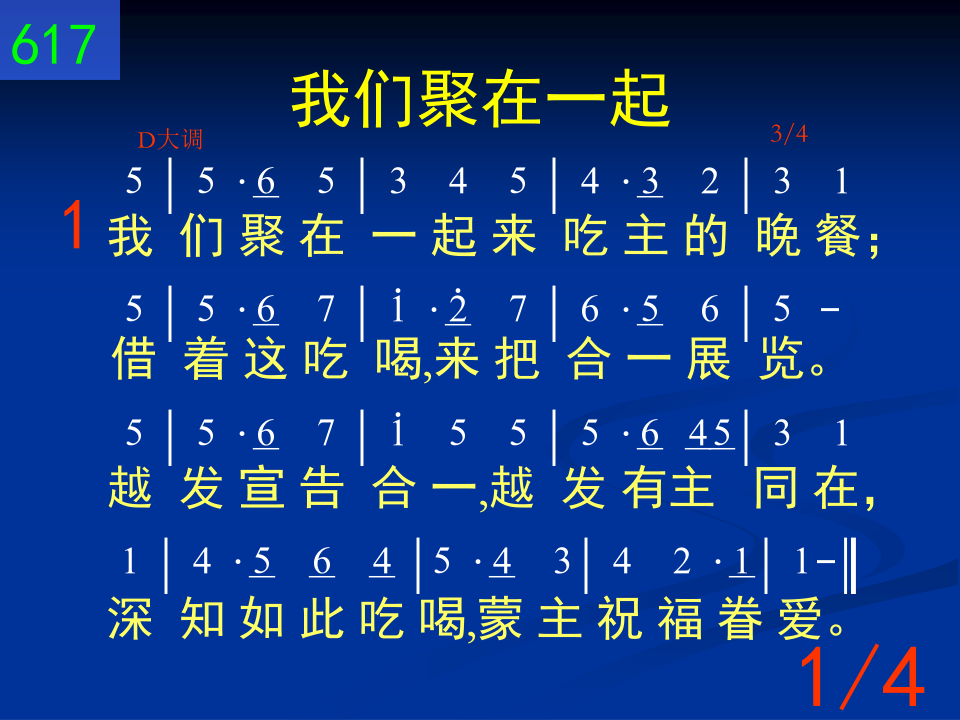 617
我们聚在一起
D大调 3/4
5 | 5 · 6 5 | 3 4 5 | 4 · 3 2 | 3 1
1 我 们 聚 在 一 起 来 吃 主 的 晚 餐；
5 | 5 · 6 7 | i · 2̇ 7 | 6 · 5 6 | 5 -
借 着 这 吃 喝,来 把 合 一 展 览。
5 | 5 · 6 7 | i 5 5 | 5 · 6 45 | 3 1
越 发 宣 告 合 一,越 发 有 主 同 在，
1 | 4 · 5 6 4 | 5 · 4 3 | 4 2 · 1 | 1 - ‖
深 知 如 此 吃 喝,蒙 主 祝 福 眷 爱。
1/4